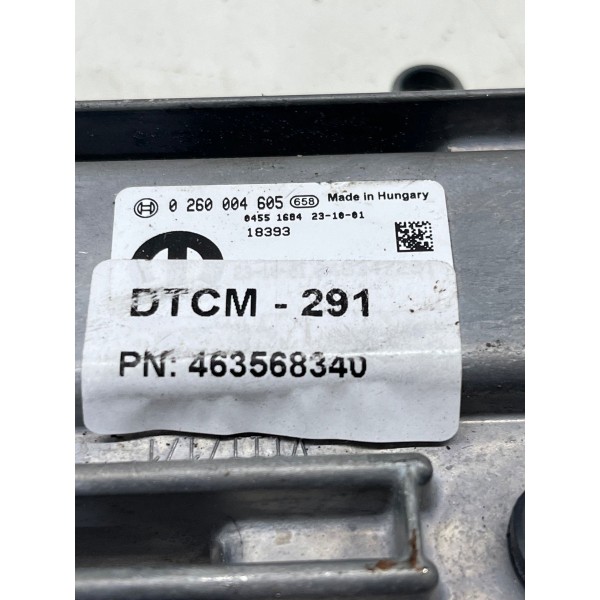 0 260 004 605 658 Made in Hungary
0455 1684 23-10-01
18393
DTCM - 291
PN: 463568340